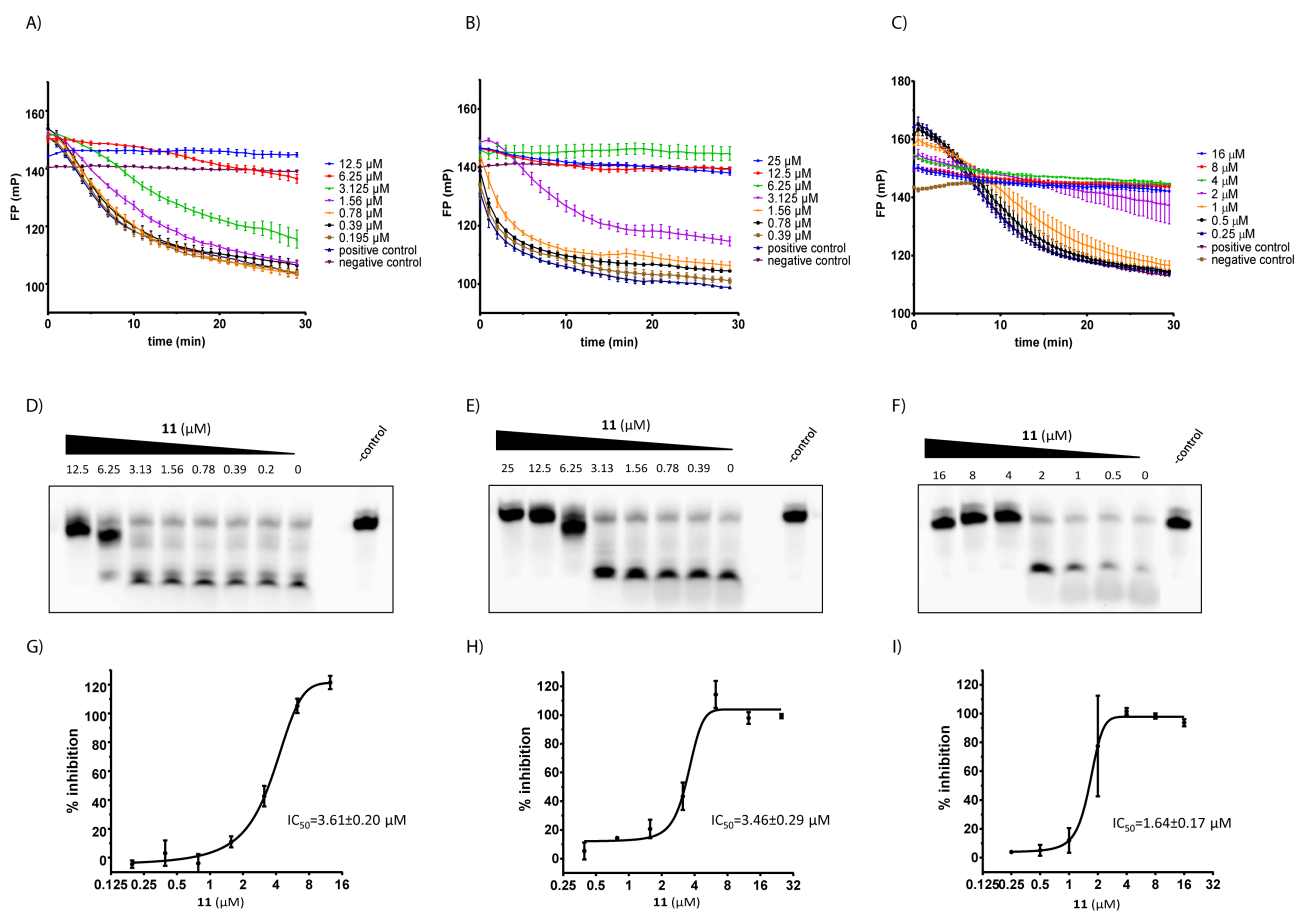 A)
B)
C)
FP (mP)
160
140
120
100
0
10
20
30
time (min)
12.5 µM
6.25 µM
3.125 µM
1.56 µM
0.78 µM
0.39 µM
0.195 µM
positive control
negative control
FP (mP)
160
140
120
100
0
10
20
30
time (min)
25 µM
12.5 µM
6.25 µM
3.125 µM
1.56 µM
0.78 µM
0.39 µM
positive control
negative control
FP (mP)
180
160
140
120
100
0
10
20
30
time (min)
16 µM
8 µM
4 µM
2 µM
1 µM
0.5 µM
0.25 µM
positive control
negative control
D)
11 (µM)
-control
12.5 6.25 3.13 1.56 0.78 0.39 0.2 0
E)
11 (µM)
-control
25 12.5 6.25 3.13 1.56 0.78 0.39 0
F)
11 (µM)
-control
16 8 4 2 1 0.5 0
G)
% inhibition
120
100
80
60
40
20
0
IC50=3.61±0.20 µM
0.125 0.25 0.5 1 2 4 8 16
11 (µM)
H)
% inhibition
120
100
80
60
40
20
0
IC50=3.46±0.29 µM
0.25 0.5 1 2 4 8 16 32
11 (µM)
I)
% inhibition
120
100
80
60
40
20
0
IC50=1.64±0.17 µM
0.125 0.25 0.5 1 2 4 8 16 32
11 (µM)